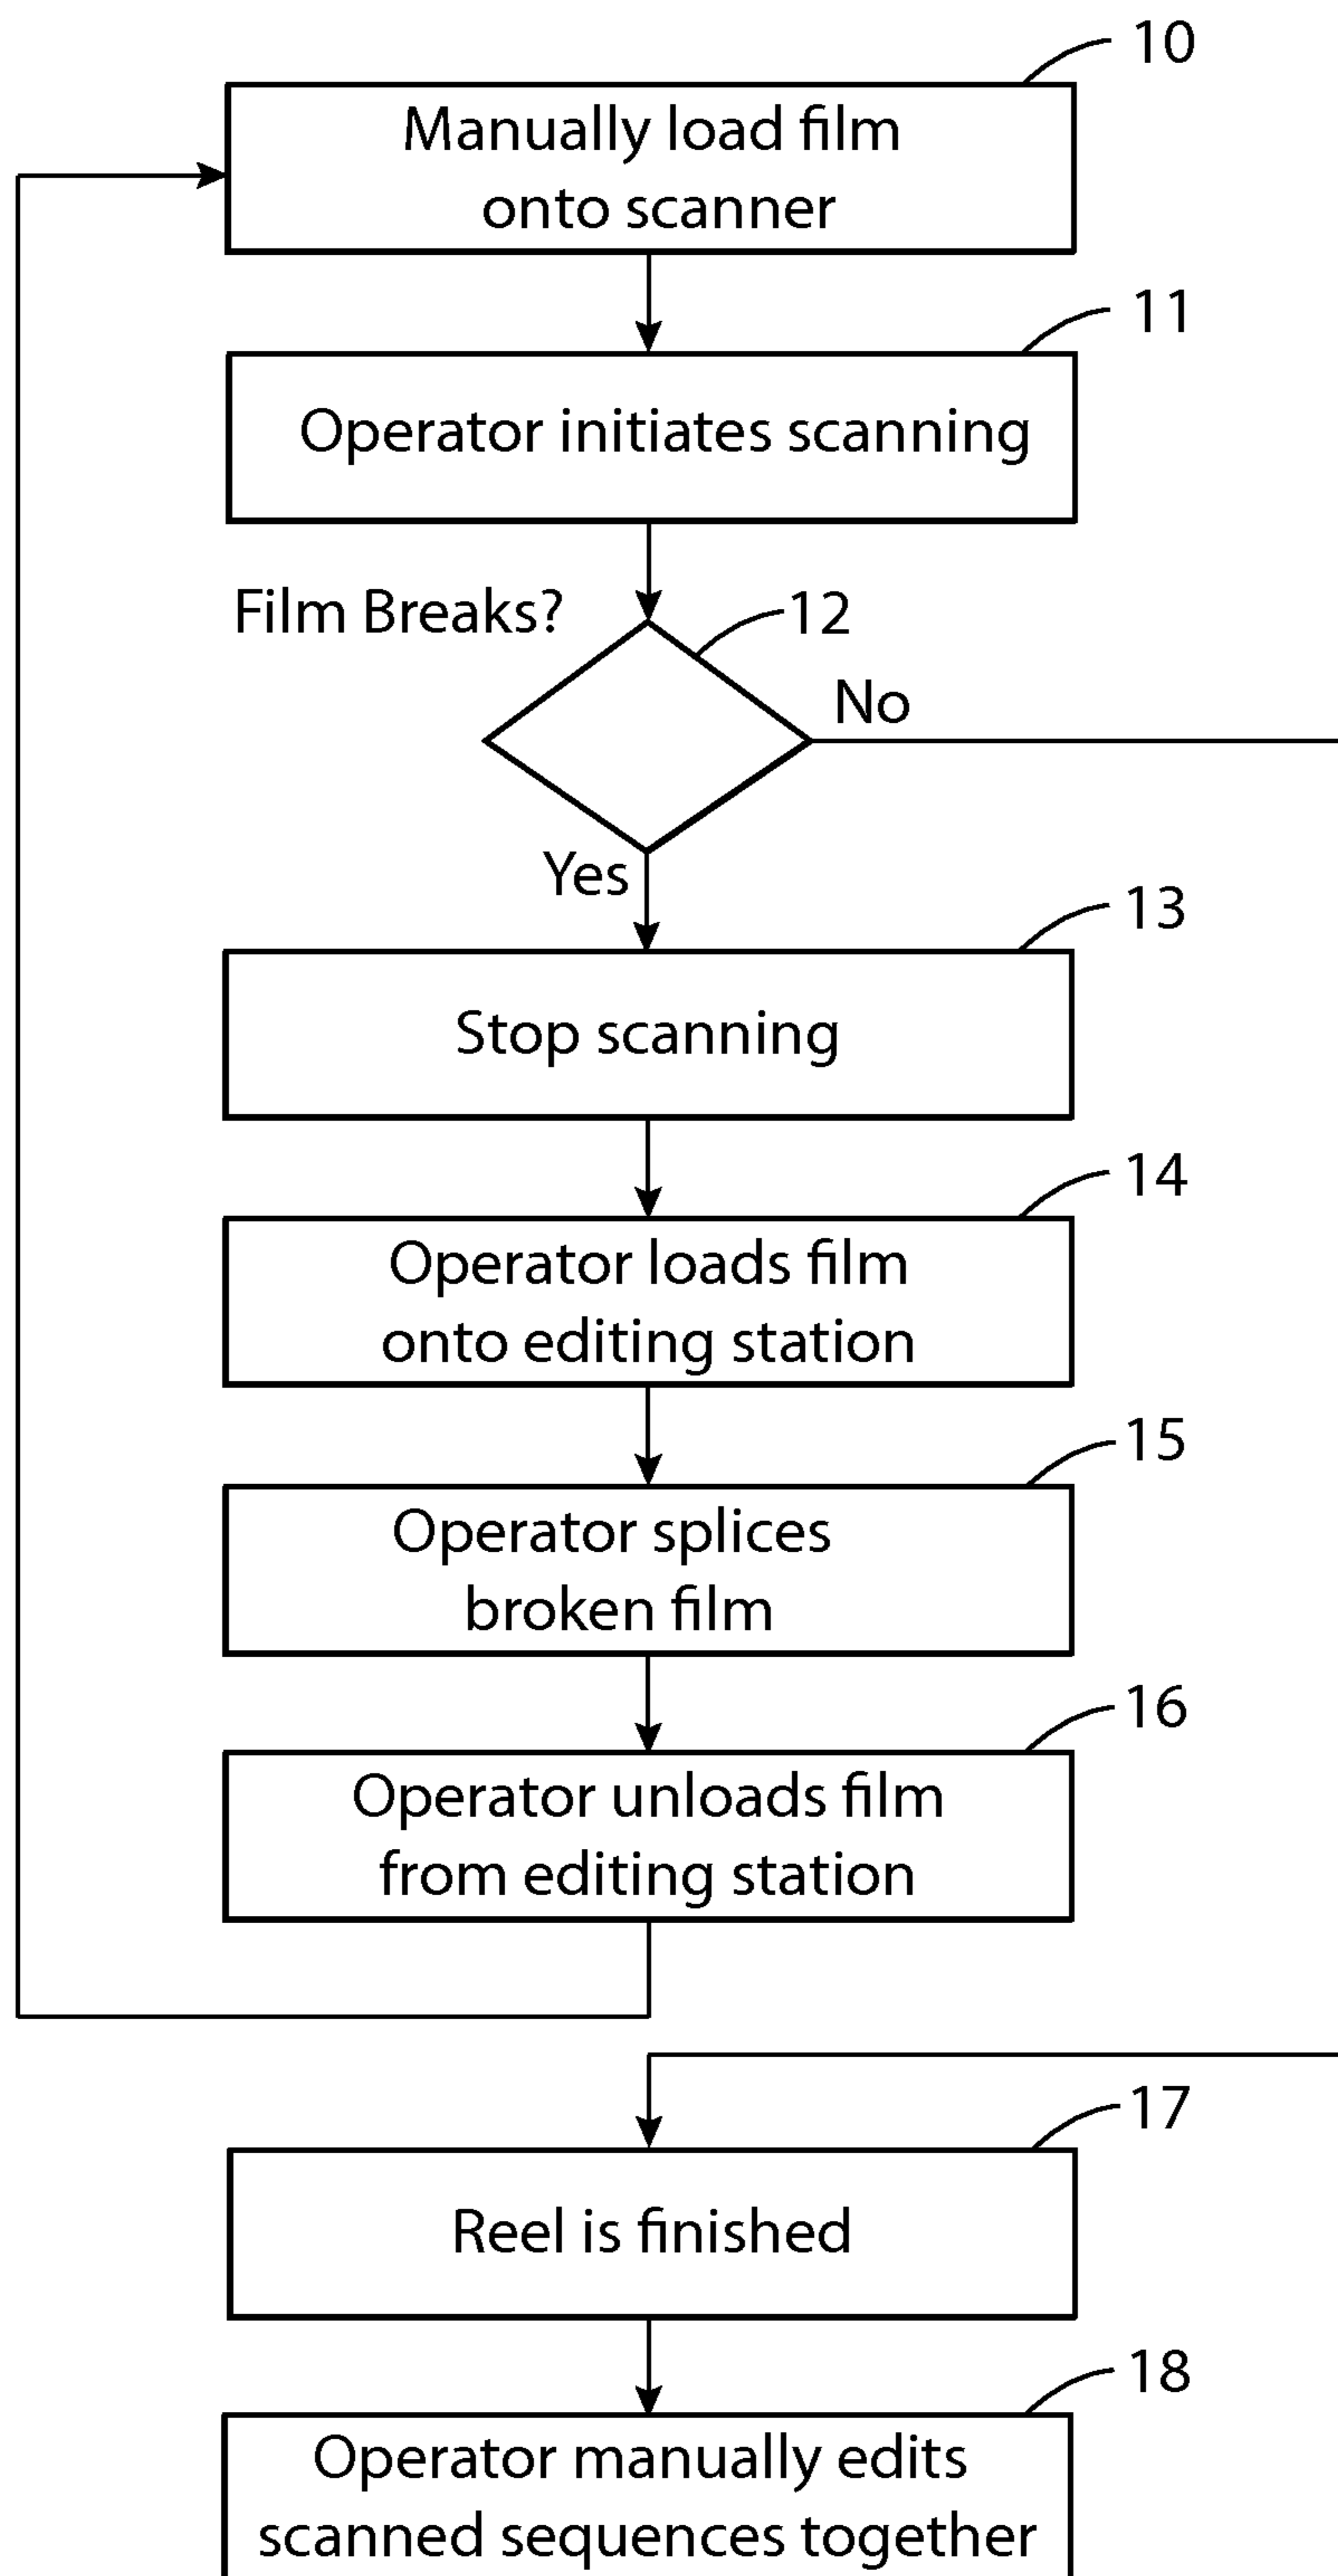 10
Manually load film
onto scanner
11
Operator initiates scanning
Film Breaks?
12
No
Yes
13
Stop scanning
14
Operator loads film
onto editing station
15
Operator splices
broken film
16
Operator unloads film
from editing station
17
Reel is finished
18
Operator manually edits
scanned sequences together